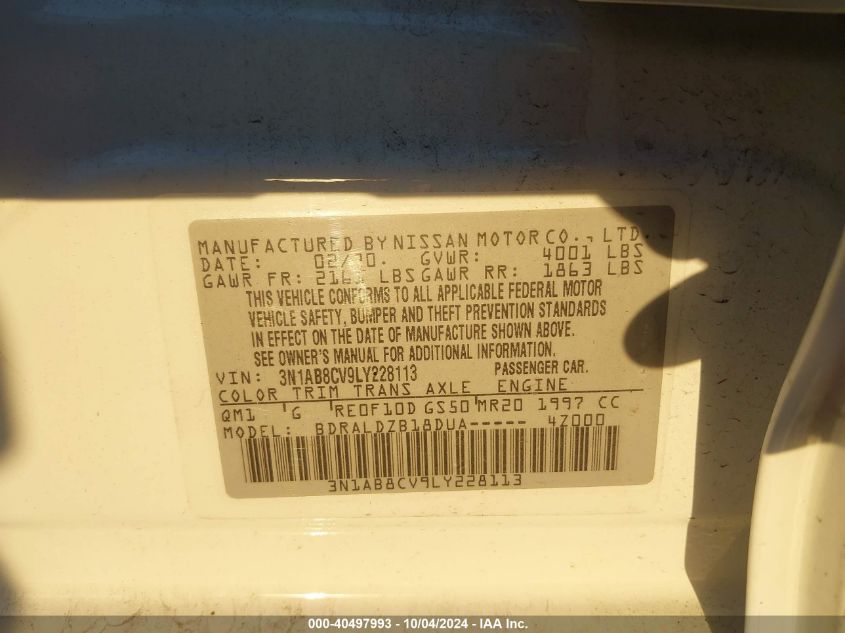 MANUFACTURED BY NISSAN MOTOR CO., LTD.
DATE: 02/20. GVWR: 4001 LBS
GAWR FR: LBS GAWR RR: 1863 LBS
THIS VEHICLE CONFORMS TO ALL APPLICABLE FEDERAL MOTOR
VEHICLE SAFETY, BUMPER AND THEFT PREVENTION STANDARDS
IN EFFECT ON THE DATE OF MANUFACTURE SHOWN ABOVE.
SEE OWNER'S MANUAL FOR ADDITIONAL INFORMATION.
VIN: 3N1AB8CV9LY228113 PASSENGER CAR.
COLOR TRIM TRANS AXLE ENGINE
QM1 G RE0F10D GS50 MR20 1997 CC
MODEL: BDRALDZB18DUA----- 4Z000
3N1AB8CV9LY228113
000-40497993 - 10/04/2024 - IAA Inc.